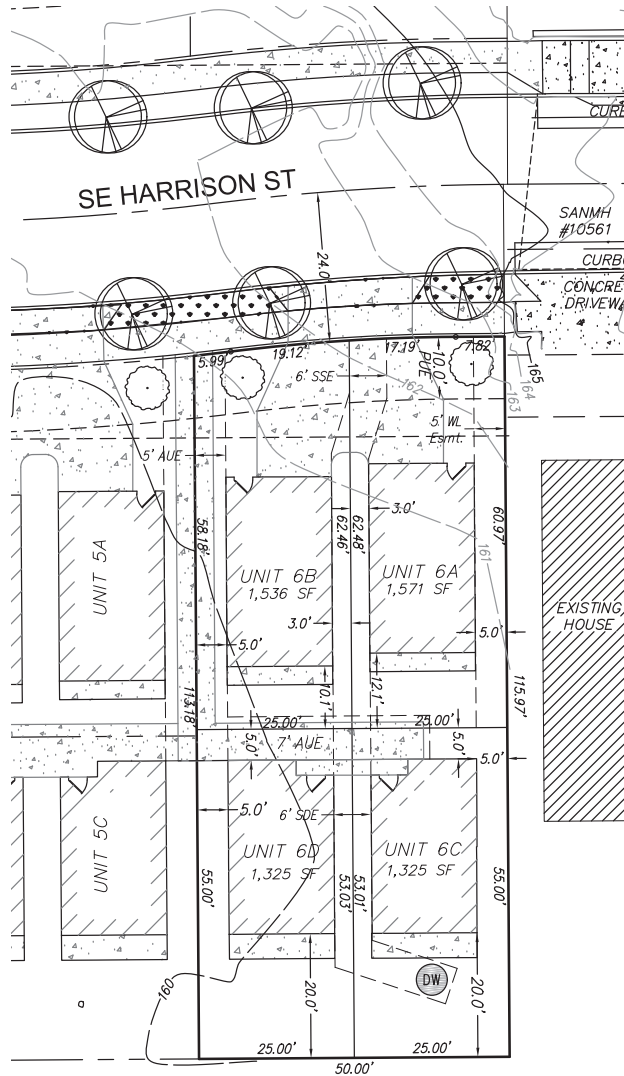 CURB
SE HARRISON ST
SANMH
#10561
24.0
CURB
CONCRE
DRIVEWA
5.99'
19.12'
17.19'
7.82'
10.0'
PUE
165
164
163
162
6' SSE
5' WL
Esmt.
5' AUE
58.18'
62.46'
62.48'
3.0'
60.97'
161
UNIT 5A
UNIT 6B
1,536 SF
UNIT 6A
1,571 SF
EXISTING
HOUSE
3.0'
5.0'
5.0'
10.1'
12.1'
113.18'
115.97'
25.00'
25.00'
5.0'
7' AUE
5.0'
5.0'
5.0'
6' SDE
UNIT 5C
UNIT 6D
1,325 SF
UNIT 6C
1,325 SF
55.00'
53.03'
53.01'
55.00'
160
20.0'
DW
20.0'
25.00'
25.00'
50.00'